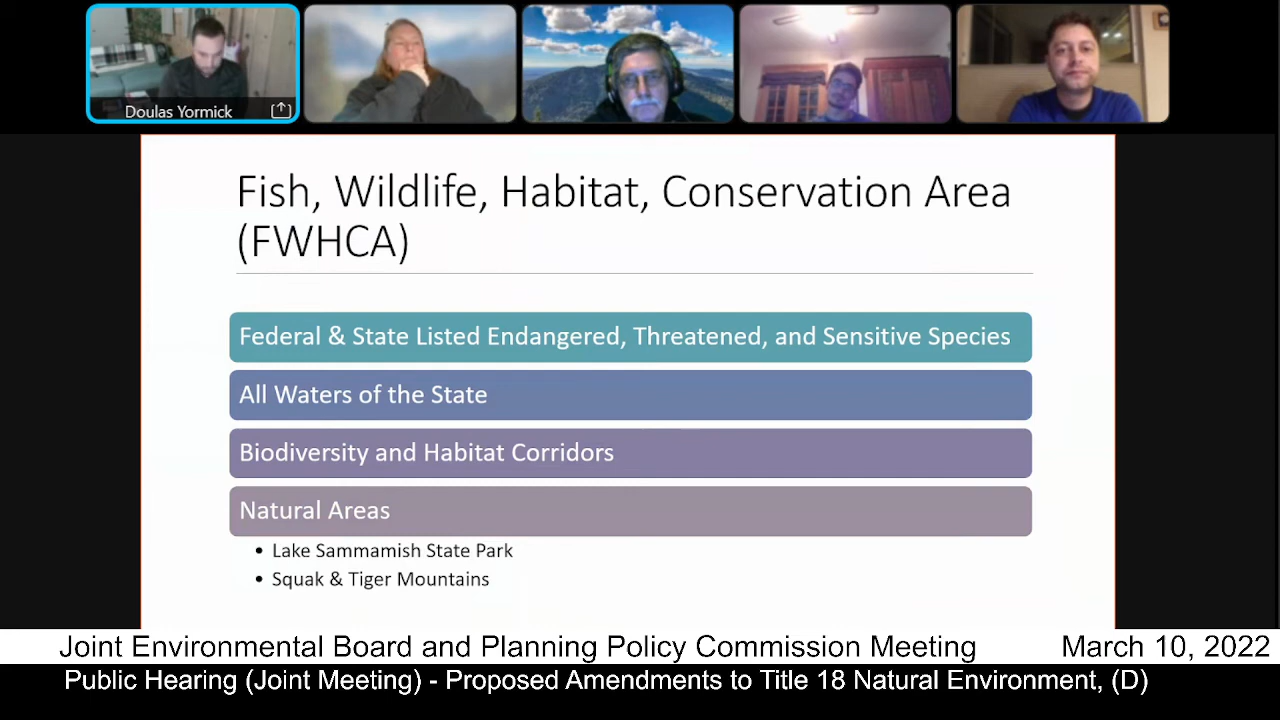 Doulas Yormick
Fish, Wildlife, Habitat, Conservation Area
(FWHCA)
Federal & State Listed Endangered, Threatened, and Sensitive Species
All Waters of the State
Biodiversity and Habitat Corridors
Natural Areas
• Lake Sammamish State Park
• Squak & Tiger Mountains
Joint Environmental Board and Planning Policy Commission Meeting March 10, 2022
Public Hearing (Joint Meeting) - Proposed Amendments to Title 18 Natural Environment, (D)